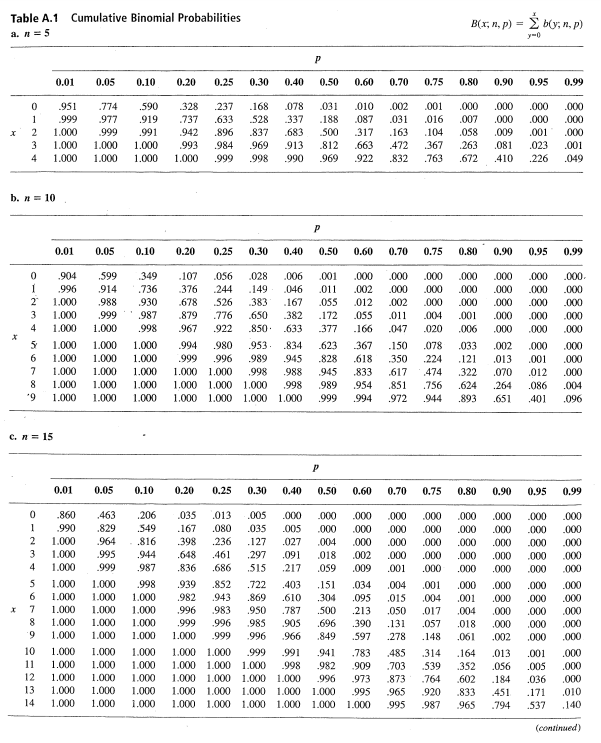 Table A.1 Cumulative Binomial Probabilities
B(x; n, p) = Σ b(y; n, p)
x
y=0
a. n = 5
p
0.01 0.05 0.10 0.20 0.25 0.30 0.40 0.50 0.60 0.70 0.75 0.80 0.90 0.95 0.99
0 .951 .774 .590 .328 .237 .168 .078 .031 .010 .002 .001 .000 .000 .000 .000
1 .999 .977 .919 .737 .633 .528 .337 .188 .087 .031 .016 .007 .000 .000 .000
x 2 1.000 .999 .991 .942 .896 .837 .683 .500 .317 .163 .104 .058 .009 .001 .000
3 1.000 1.000 1.000 .993 .984 .969 .913 .812 .663 .472 .367 .263 .081 .023 .001
4 1.000 1.000 1.000 1.000 .999 .998 .990 .969 .922 .832 .763 .672 .410 .226 .049
b. n = 10
p
0.01 0.05 0.10 0.20 0.25 0.30 0.40 0.50 0.60 0.70 0.75 0.80 0.90 0.95 0.99
0 .904 .599 .349 .107 .056 .028 .006 .001 .000 .000 .000 .000 .000 .000 .000
1 .996 .914 .736 .376 .244 .149 .046 .011 .002 .000 .000 .000 .000 .000 .000
2 1.000 .988 .930 .678 .526 .383 .167 .055 .012 .002 .000 .000 .000 .000 .000
3 1.000 .999 .987 .879 .776 .650 .382 .172 .055 .011 .004 .001 .000 .000 .000
4 1.000 1.000 .998 .967 .922 .850 .633 .377 .166 .047 .020 .006 .000 .000 .000
x
5 1.000 1.000 1.000 .994 .980 .953 .834 .623 .367 .150 .078 .033 .002 .000 .000
6 1.000 1.000 1.000 .999 .996 .989 .945 .828 .618 .350 .224 .121 .013 .001 .000
7 1.000 1.000 1.000 1.000 1.000 .998 .988 .945 .833 .617 .474 .322 .070 .012 .000
8 1.000 1.000 1.000 1.000 1.000 1.000 .998 .989 .954 .851 .756 .624 .264 .086 .004
9 1.000 1.000 1.000 1.000 1.000 1.000 1.000 .999 .994 .972 .944 .893 .651 .401 .096
c. n = 15
p
0.01 0.05 0.10 0.20 0.25 0.30 0.40 0.50 0.60 0.70 0.75 0.80 0.90 0.95 0.99
0 .860 .463 .206 .035 .013 .005 .000 .000 .000 .000 .000 .000 .000 .000 .000
1 .990 .829 .549 .167 .080 .035 .005 .000 .000 .000 .000 .000 .000 .000 .000
2 1.000 .964 .816 .398 .236 .127 .027 .004 .000 .000 .000 .000 .000 .000 .000
3 1.000 .995 .944 .648 .461 .297 .091 .018 .002 .000 .000 .000 .000 .000 .000
4 1.000 .999 .987 .836 .686 .515 .217 .059 .009 .001 .000 .000 .000 .000 .000
5 1.000 1.000 .998 .939 .852 .722 .403 .151 .034 .004 .001 .000 .000 .000 .000
6 1.000 1.000 1.000 .982 .943 .869 .610 .304 .095 .015 .004 .001 .000 .000 .000
x 7 1.000 1.000 1.000 .996 .983 .950 .787 .500 .213 .050 .017 .004 .000 .000 .000
8 1.000 1.000 1.000 .999 .996 .985 .905 .696 .390 .131 .057 .018 .000 .000 .000
9 1.000 1.000 1.000 1.000 .999 .996 .966 .849 .597 .278 .148 .061 .002 .000 .000
10 1.000 1.000 1.000 1.000 1.000 .999 .991 .941 .783 .485 .314 .164 .013 .001 .000
11 1.000 1.000 1.000 1.000 1.000 1.000 .998 .982 .909 .703 .539 .352 .056 .005 .000
12 1.000 1.000 1.000 1.000 1.000 1.000 1.000 .996 .973 .873 .764 .602 .184 .036 .000
13 1.000 1.000 1.000 1.000 1.000 1.000 1.000 1.000 .995 .965 .920 .833 .451 .171 .010
14 1.000 1.000 1.000 1.000 1.000 1.000 1.000 1.000 1.000 .995 .987 .965 .794 .537 .140
(continued)